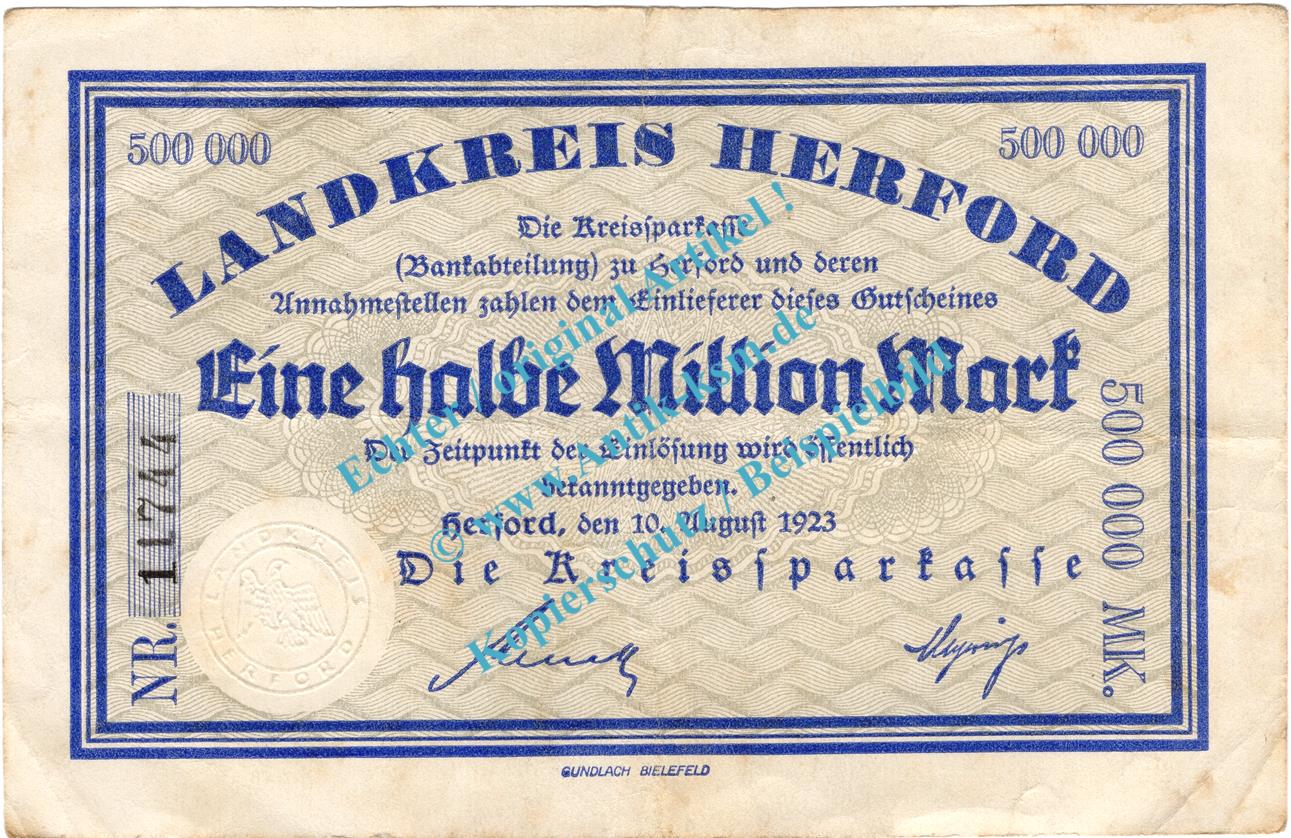 500 000
500 000
LANDKREIS HERFORD
Die Kreissparkasse
(Bankabteilung) zu Herford und deren
Annahmestellen zahlen dem Einlieferer dieses Gutscheines
Eine halbe Million Mark
Der Zeitpunkt der Einlösung wird öffentlich
bekanntgegeben.
Herford, den 10. August 1923
Die Kreissparkasse
NR. 11744
500 000 MK.
LANDKREIS
HERFORD
GUNDLACH BIELEFELD
Echter / original Artikel !
© www.Antik-ksm.de
Kopierschutz / Beispielbild